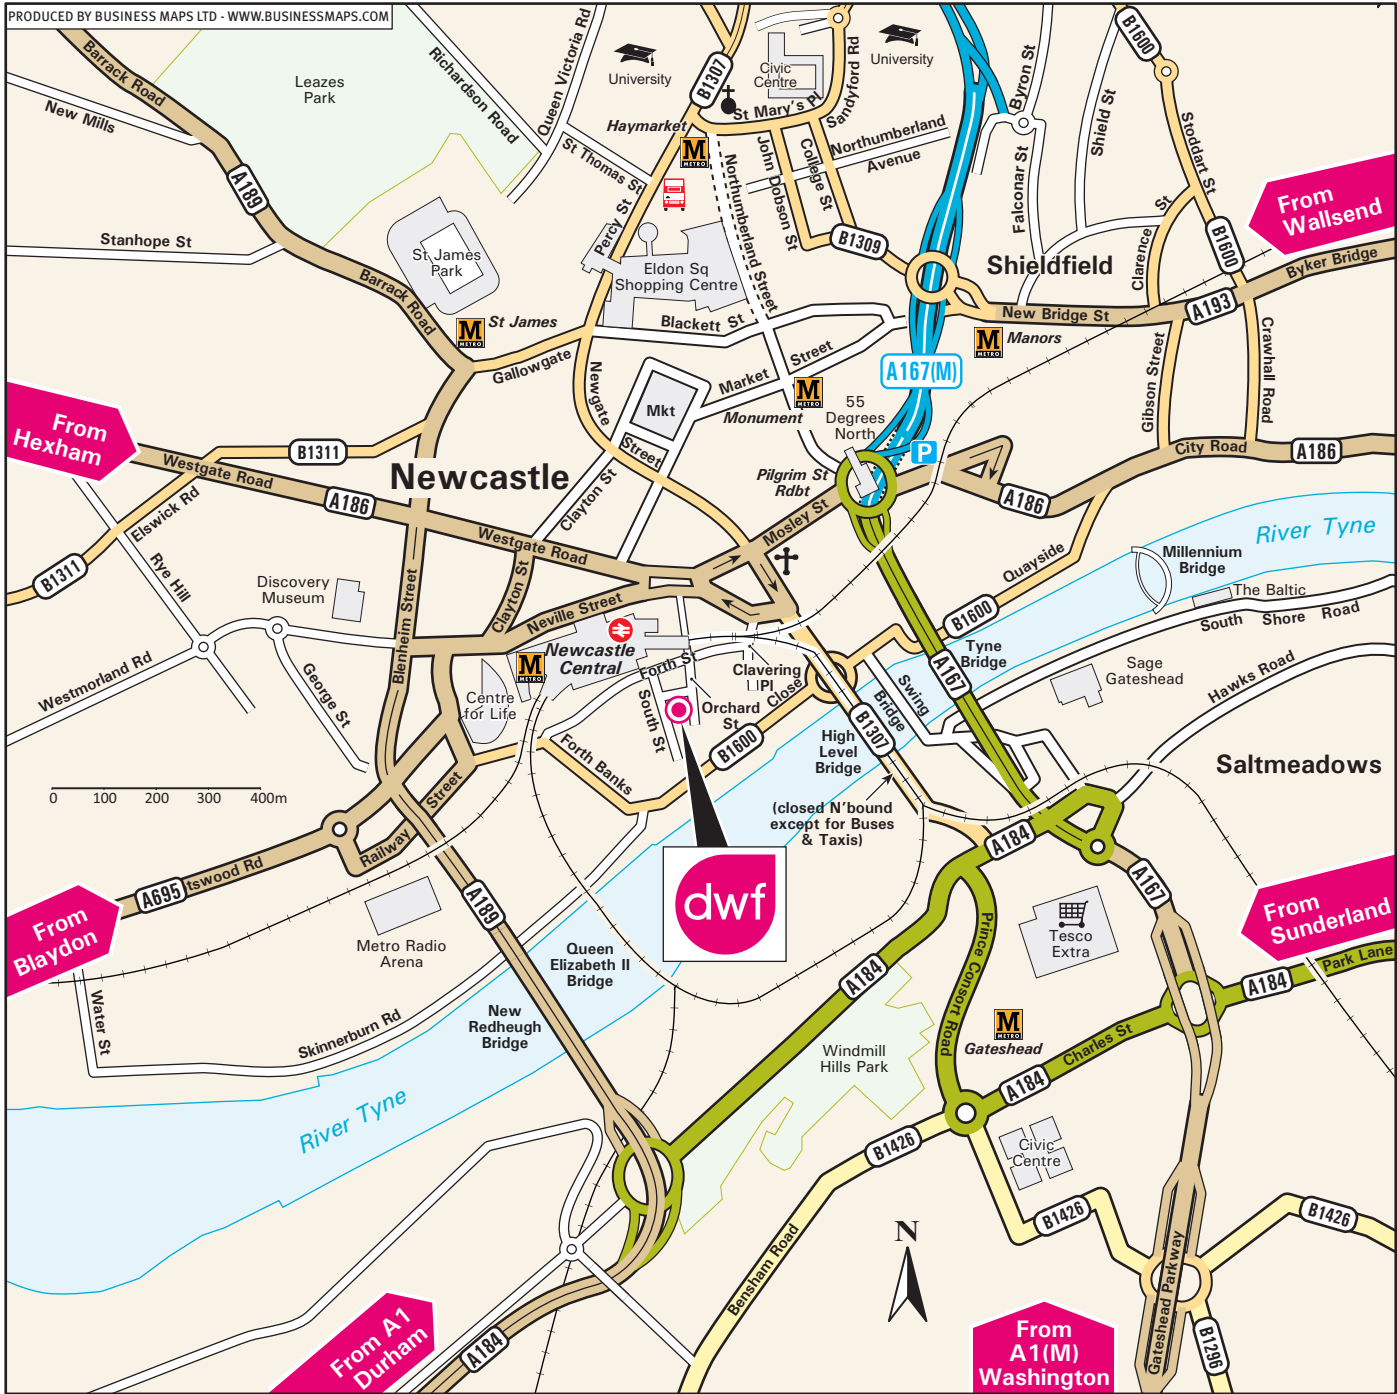 PRODUCED BY BUSINESS MAPS LTD - WWW.BUSINESSMAPS.COM
Barrack Road
New Mills
Leazes
Park
Richardson Road
Queen Victoria Rd
University
B1307
Civic
Centre
St Mary's Pl
Sandyford Rd
University
Byron St
B1600
Shield St
Stoddart St
Haymarket
METRO
St Thomas St
Northumberland Street
John Dobson St
College St
Northumberland
Avenue
Falconar St
From
Wallsend
A189
Stanhope St
St James
Park
Percy St
Eldon Sq
Shopping Centre
B1309
Shieldfield
Clarence St
B1600
Byker Bridge
Barrack Road
METRO
St James
Gallowgate
Blackett St
Newgate
Street
Mkt
Market Street
METRO
Monument
New Bridge St
A193
METRO
Manors
A167(M)
Gibson Street
Crawhall Road
55
Degrees
North
P
Pilgrim St
Rdbt
City Road
A186
A186
From
Hexham
B1311
Newcastle
Westgate Road
A186
Clayton St
Elswick Rd
B1311
Rye Hill
Westgate Road
Mosley St
Quayside
River Tyne
Millennium
Bridge
The Baltic
South Shore Road
Discovery
Museum
Blenheim Street
Clayton St
Neville Street
B1600
Tyne
Bridge
A167
Sage
Gateshead
Hawks Road
Westmorland Rd
George St
METRO
Newcastle
Central
Centre
for Life
Forth St
South St
Clavering
Pl
Orchard
St
Close
B1600
Swing
Bridge
B1307
High
Level
Bridge
(closed N'bound
except for Buses
& Taxis)
Forth Banks
Saltmeadows
0 100 200 300 400m
Railway Street
A695
tswood Rd
From
Blaydon
A189
Metro Radio
Arena
dwf
A184
A167
Prince Consort Road
Tesco
Extra
From
Sunderland
Park Lane
A184
Water St
Skinnerburn Rd
Queen
Elizabeth II
Bridge
New
Redheugh
Bridge
A184
METRO
Gateshead
Charles St
A184
Windmill
Hills Park
River Tyne
B1426
Civic
Centre
B1426
B1426
N
Bensham Road
Gateshead Parkway
B1296
From A1
Durham
A184
From
A1(M)
Washington